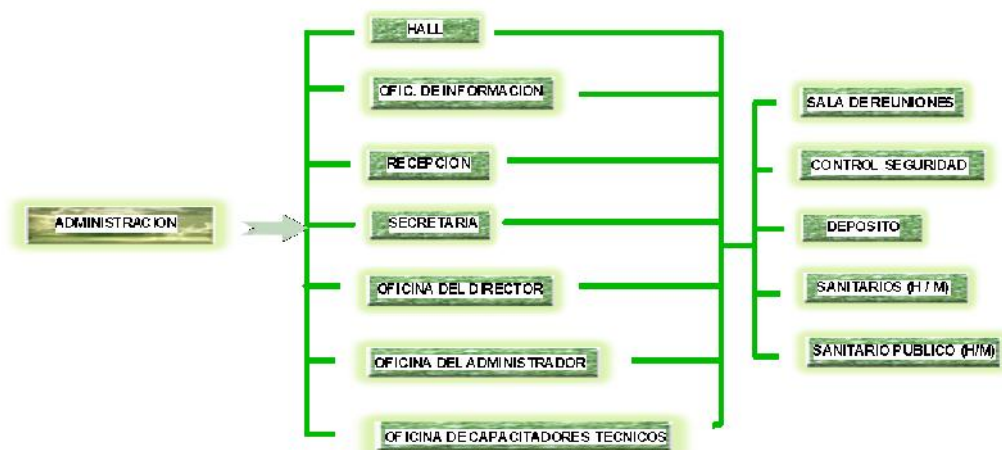 HALL
OFIC. DE INFORMACION
RECEPCION
ADMINISTRACION
SECRETARIA
OFICINA DEL DIRECTOR
OFICINA DEL ADMINISTRADOR
OFICINA DE CAPACITADORES TECNICOS
SALA DE REUNIONES
CONTROL SEGURIDAD
DEPOSITO
SANITARIOS (H / M)
SANITARIO PUBLICO (H/M)